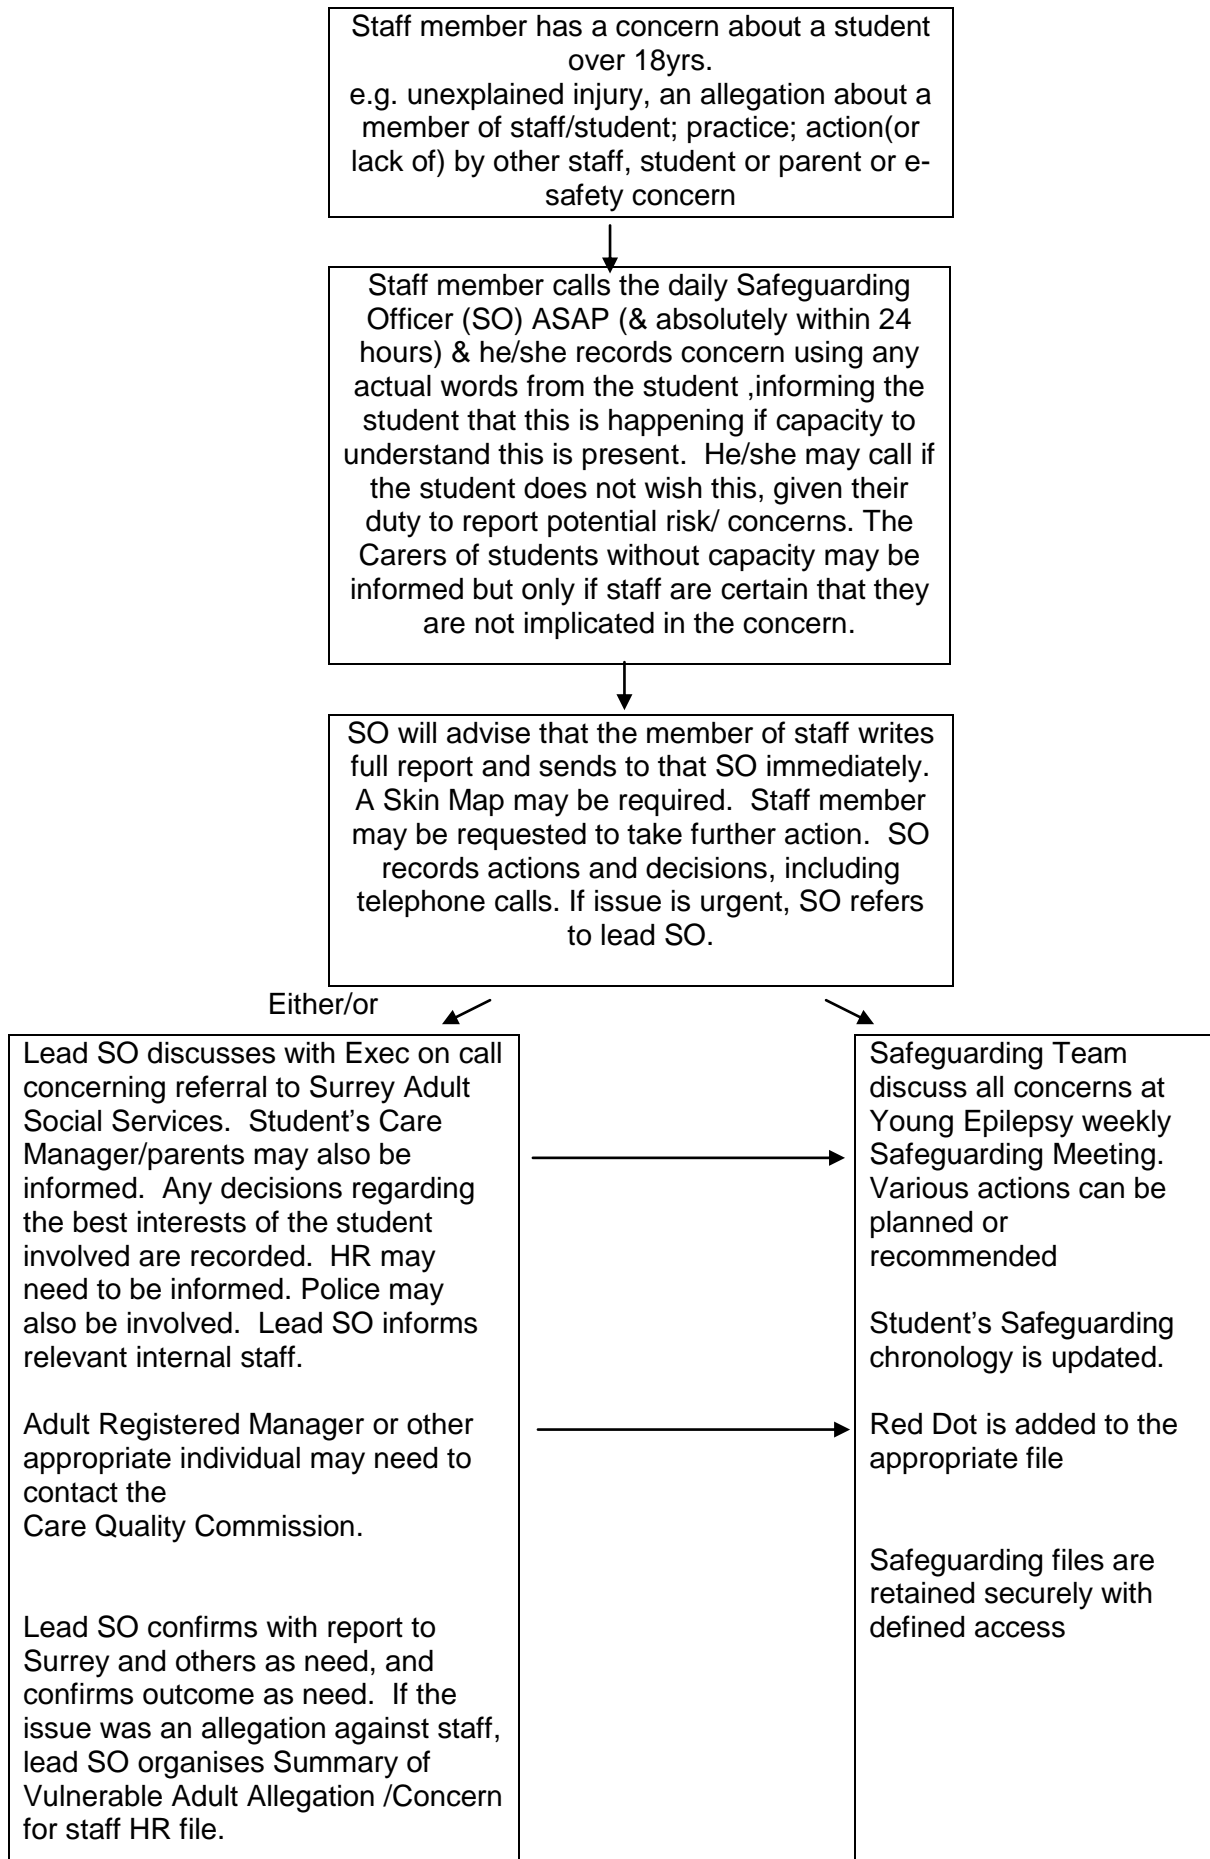 Staff member has a concern about a student
over 18yrs.
e.g. unexplained injury, an allegation about a
member of staff/student; practice; action(or
lack of) by other staff, student or parent or e-
safety concern
Staff member calls the daily Safeguarding
Officer (SO) ASAP (& absolutely within 24
hours) & he/she records concern using any
actual words from the student ,informing the
student that this is happening if capacity to
understand this is present.  He/she may call if
the student does not wish this, given their
duty to report potential risk/ concerns. The
Carers of students without capacity may be
informed but only if staff are certain that they
are not implicated in the concern.
SO will advise that the member of staff writes
full report and sends to that SO immediately.
A Skin Map may be required.  Staff member
may be requested to take further action.  SO
records actions and decisions, including
telephone calls. If issue is urgent, SO refers
to lead SO.
Either/or
Lead SO discusses with Exec on call
concerning referral to Surrey Adult
Social Services.  Student’s Care
Manager/parents may also be
informed.  Any decisions regarding
the best interests of the student
involved are recorded.  HR may
need to be informed. Police may
also be involved.  Lead SO informs
relevant internal staff.
Adult Registered Manager or other
appropriate individual may need to
contact the
Care Quality Commission.
Lead SO confirms with report to
Surrey and others as need, and
confirms outcome as need.  If the
issue was an allegation against staff,
lead SO organises Summary of
Vulnerable Adult Allegation /Concern
for staff HR file.
Safeguarding Team
discuss all concerns at
Young Epilepsy weekly
Safeguarding Meeting.
Various actions can be
planned or
recommended
Student’s Safeguarding
chronology is updated.
Red Dot is added to the
appropriate file
Safeguarding files are
retained securely with
defined access